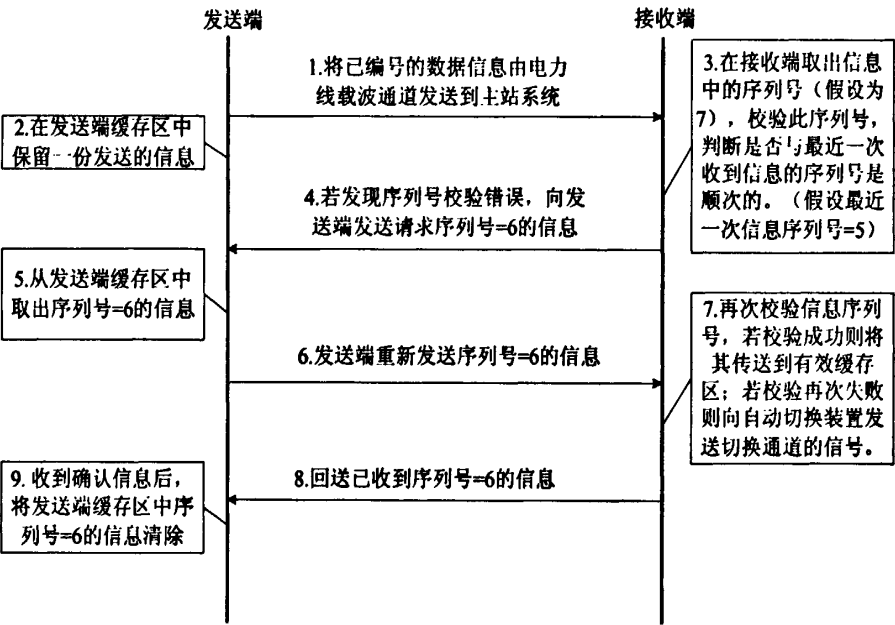 发送端
接收端
1.将已编号的数据信息由电力
线载波通道发送到主站系统
2.在发送端缓存区中
保留一份发送的信息
3.在接收端取出信息
中的序列号（假设为
7），校验此序列号，
判断是否与最近一次
收到信息的序列号是
顺次的。（假设最近
一次信息序列号=5）
4.若发现序列号校验错误，向发
送端发送请求序列号=6的信息
5.从发送端缓存区中
取出序列号=6的信息
6.发送端重新发送序列号=6的信息
7.再次校验信息序列
号，若校验成功则将
其传送到有效缓存
区；若校验再次失败
则向自动切换装置发
送切换通道的信号。
8.回送已收到序列号=6的信息
9. 收到确认信息后，
将发送端缓存区中序
列号=6的信息清除